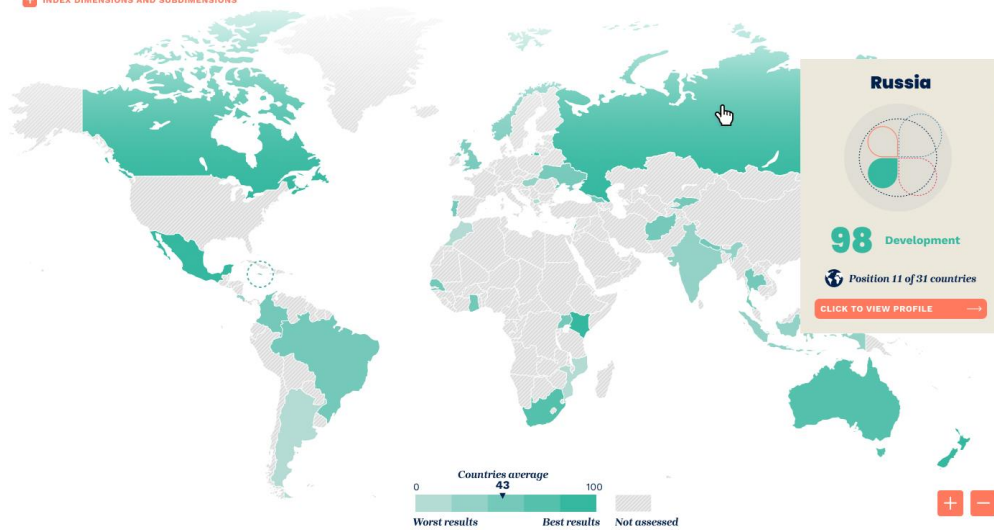 INDEX DIMENSIONS AND SUBDIMENSIONS
Russia
98 Development
Position 11 of 31 countries
CLICK TO VIEW PROFILE →
Countries average
0 43 100
Worst results Best results Not assessed
+ −